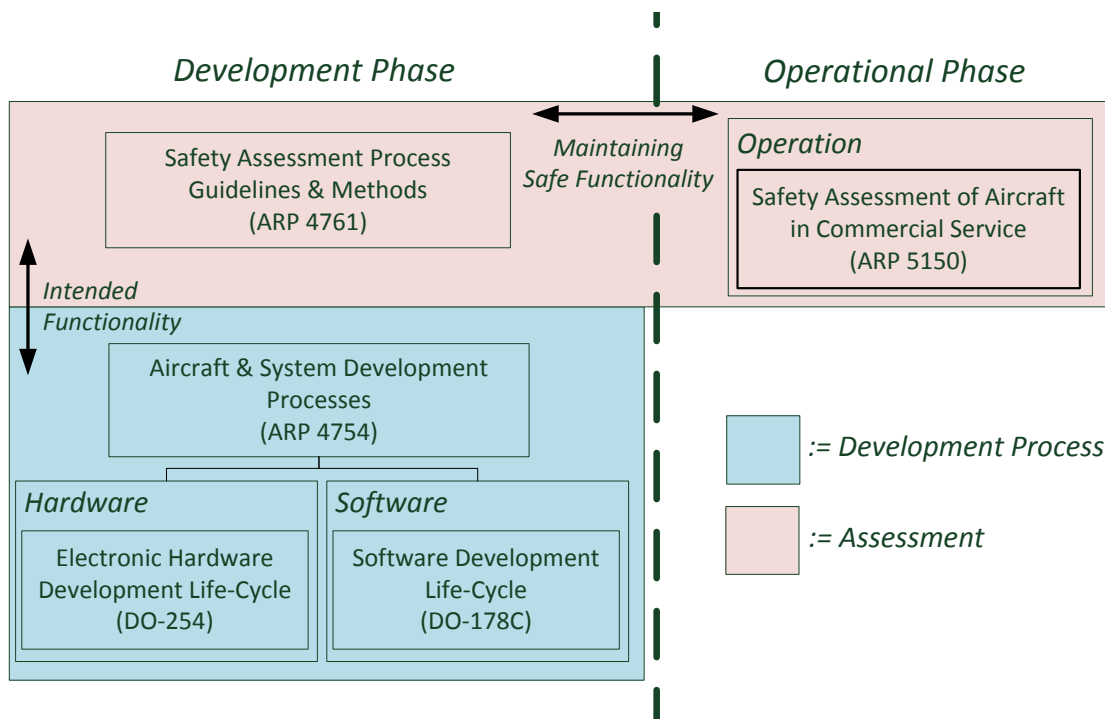 Development Phase
Operational Phase
Safety Assessment Process
Guidelines & Methods
(ARP 4761)
Maintaining
Safe Functionality
Operation
Safety Assessment of Aircraft
in Commercial Service
(ARP 5150)
Intended
Functionality
Aircraft & System Development
Processes
(ARP 4754)
Hardware
Electronic Hardware
Development Life-Cycle
(DO-254)
Software
Software Development
Life-Cycle
(DO-178C)
:= Development Process
:= Assessment